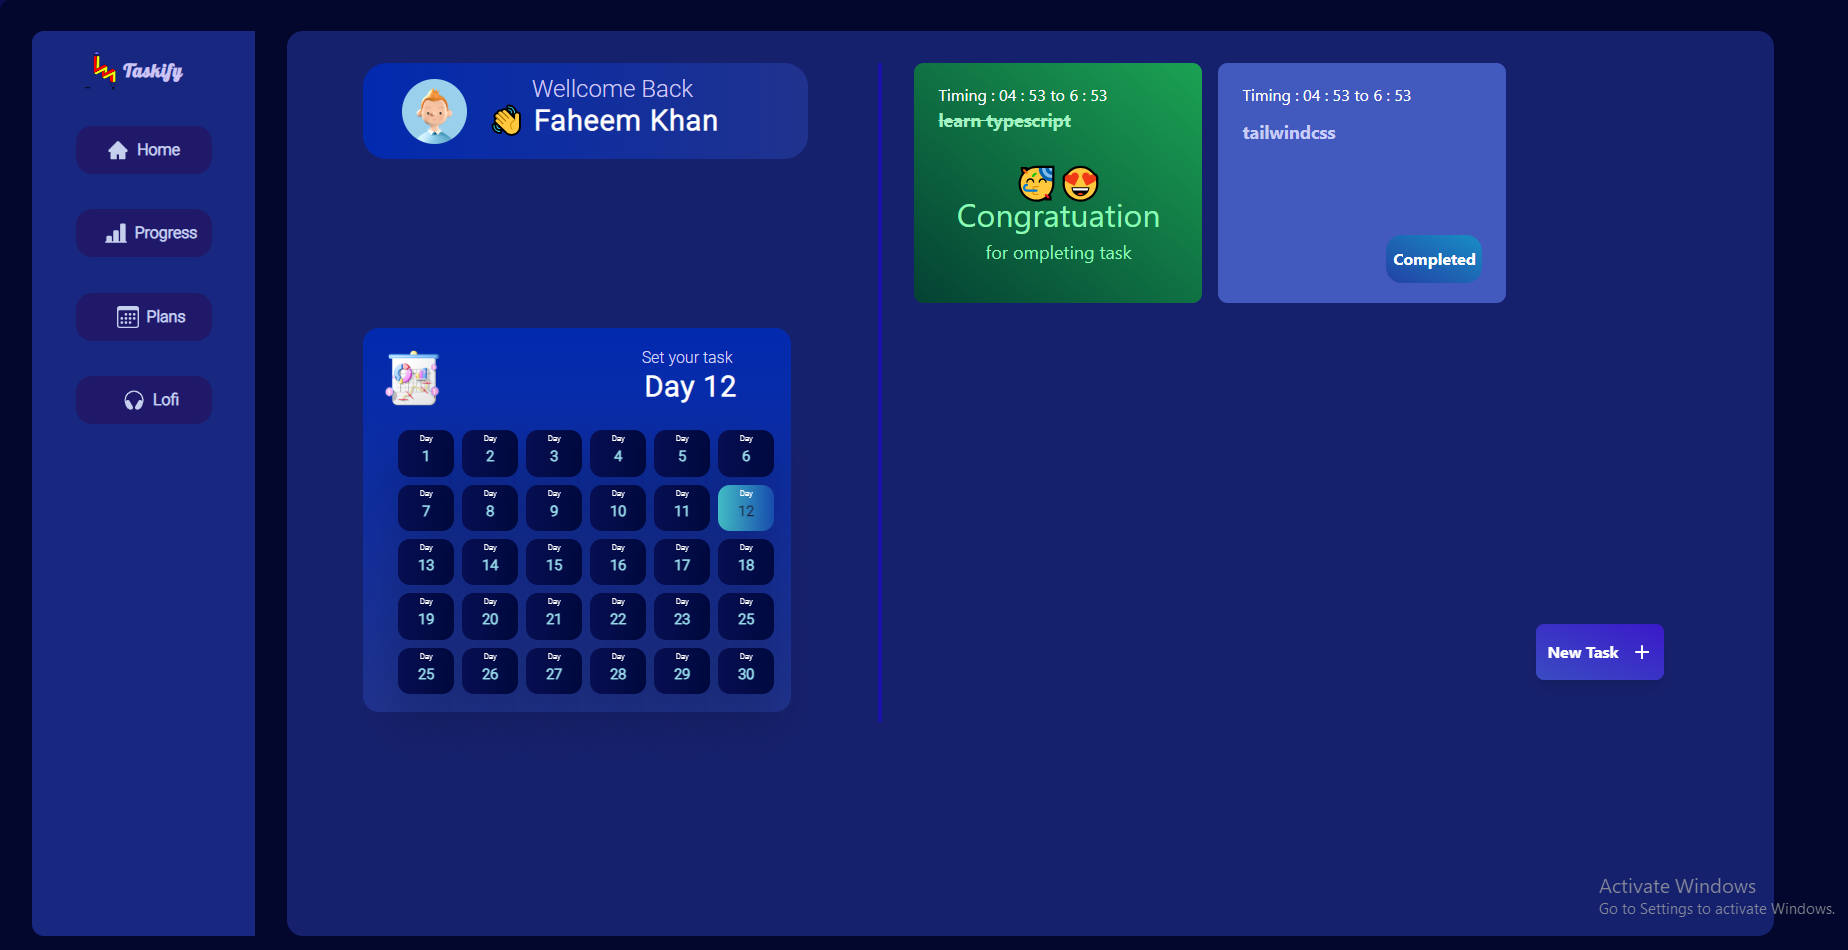 Taskify
Home
Progress
Plans
Lofi
Wellcome Back
👋 Faheem Khan
Set your task
Day 12
Day Day Day Day Day Day
1 2 3 4 5 6
Day Day Day Day Day Day
7 8 9 10 11 12
Day Day Day Day Day Day
13 14 15 16 17 18
Day Day Day Day Day Day
19 20 21 22 23 25
Day Day Day Day Day Day
25 26 27 28 29 30
Timing : 04 : 53 to 6 : 53
learn typescript
🥳 😍
Congratuation
for ompleting task
Timing : 04 : 53 to 6 : 53
tailwindcss
Completed
New Task +
Activate Windows
Go to Settings to activate Windows.